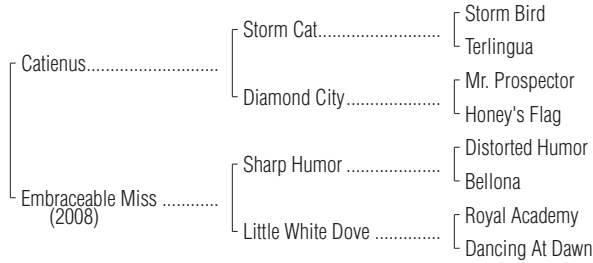 Storm Bird
Storm Cat...........................
Terlingua
Catienus.............................
Mr. Prospector
Diamond City.....................
Honey's Flag
Distorted Humor
Sharp Humor .....................
Bellona
Embraceable Miss ............
(2008)
Royal Academy
Little White Dove ...............
Dancing At Dawn